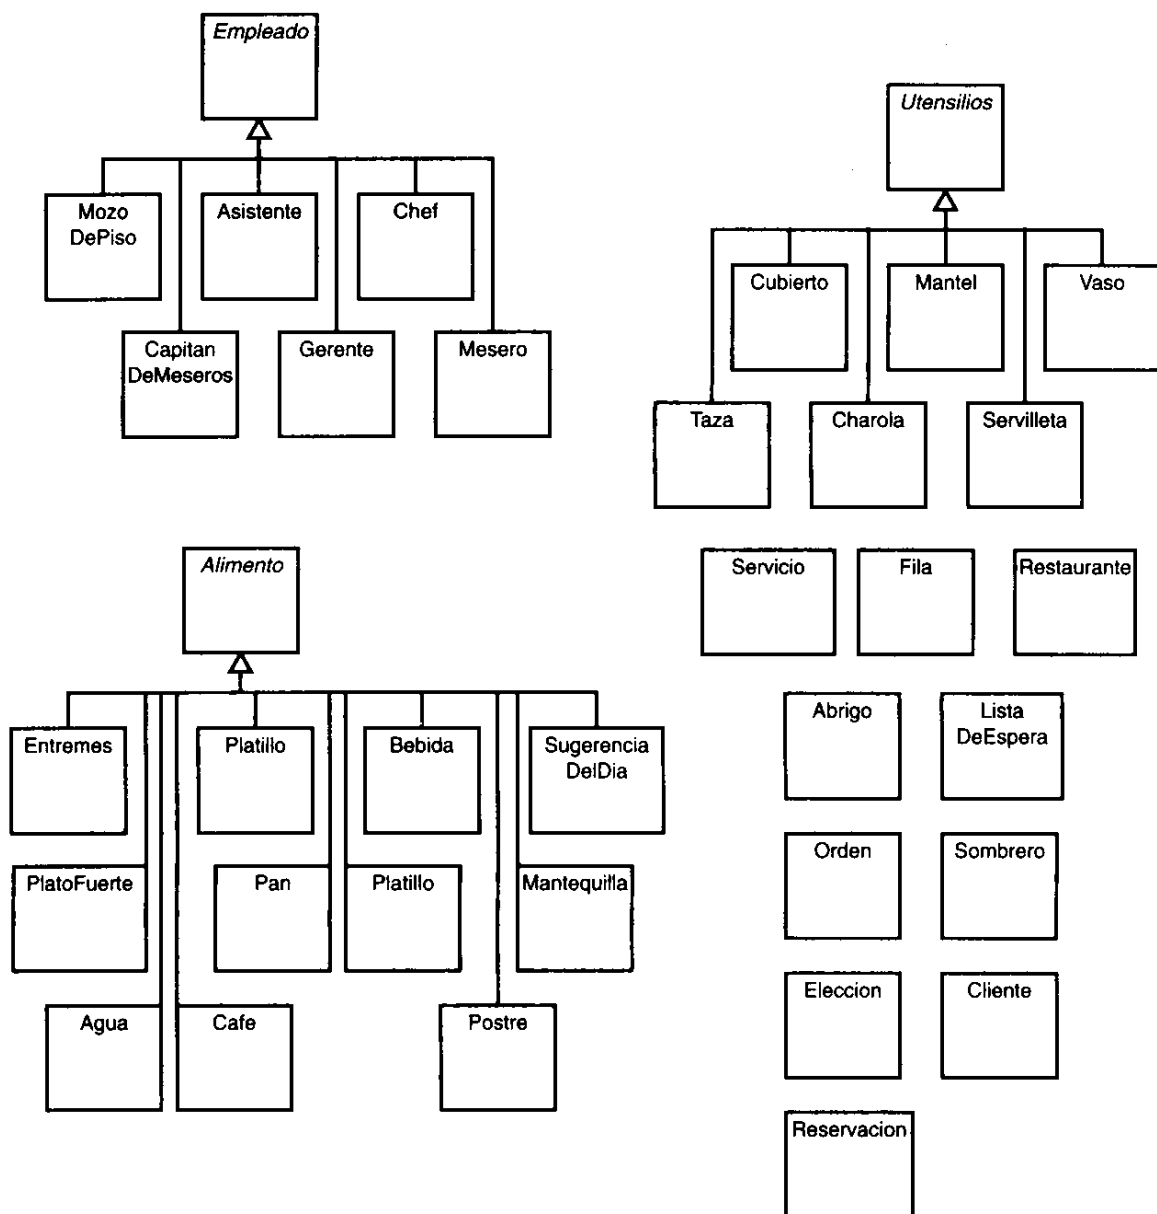 Empleado
Mozo
DePiso
Asistente
Chef
Capitan
DeMeseros
Gerente
Mesero
Utensilios
Cubierto
Mantel
Vaso
Taza
Charola
Servilleta
Alimento
Entremes
Platillo
Bebida
Sugerencia
DelDia
PlatoFuerte
Pan
Platillo
Mantequilla
Agua
Cafe
Postre
Servicio
Fila
Restaurante
Abrigo
Lista
DeEspera
Orden
Sombrero
Eleccion
Cliente
Reservacion